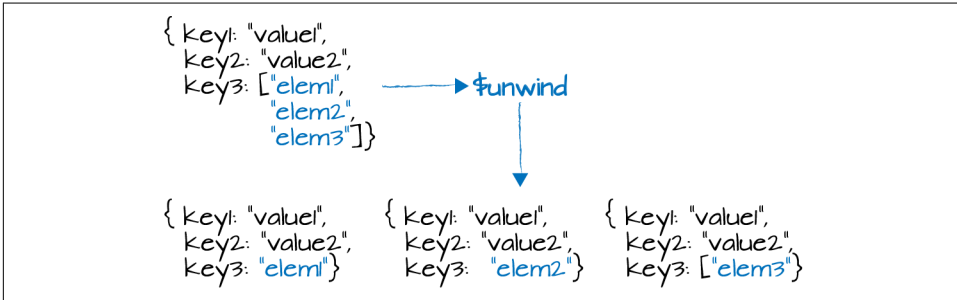 { key1: "value1",
key2: "value2",
key3: ["elem1",
"elem2",
"elem3"]}
$unwind
{ key1: "value1",
key2: "value2",
key3: "elem1"}
{ key1: "value1",
key2: "value2",
key3: "elem2"}
{ key1: "value1",
key2: "value2",
key3: ["elem3"}